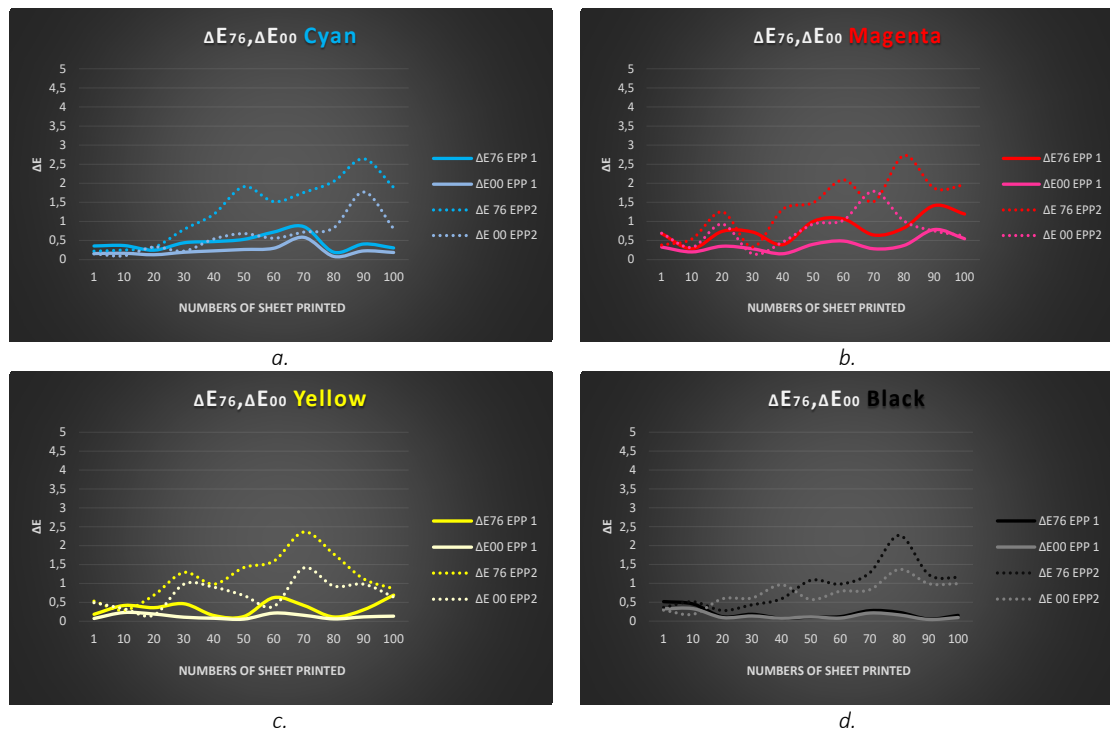 ΔE76,ΔE00 Cyan
5
4,5
4
3,5
3
2,5
2
1,5
1
0,5
0
ΔE
1 10 20 30 40 50 60 70 80 90 100
NUMBERS OF SHEET PRINTED
ΔE76 EPP 1
ΔE00 EPP 1
ΔE 76 EPP2
ΔE 00 EPP2
a.
ΔE76,ΔE00 Magenta
5
4,5
4
3,5
3
2,5
2
1,5
1
0,5
0
ΔE
1 10 20 30 40 50 60 70 80 90 100
NUMBERS OF SHEET PRINTED
ΔE76 EPP 1
ΔE00 EPP 1
ΔE 76 EPP2
ΔE 00 EPP2
b.
ΔE76,ΔE00 Yellow
5
4,5
4
3,5
3
2,5
2
1,5
1
0,5
0
ΔE
1 10 20 30 40 50 60 70 80 90 100
NUMBERS OF SHEET PRINTED
ΔE76 EPP 1
ΔE00 EPP 1
ΔE 76 EPP2
ΔE 00 EPP2
c.
ΔE76,ΔE00 Black
5
4,5
4
3,5
3
2,5
2
1,5
1
0,5
0
ΔE
1 10 20 30 40 50 60 70 80 90 100
NUMBERS OF SHEET PRINTED
ΔE76 EPP 1
ΔE00 EPP 1
ΔE 76 EPP2
ΔE 00 EPP2
d.